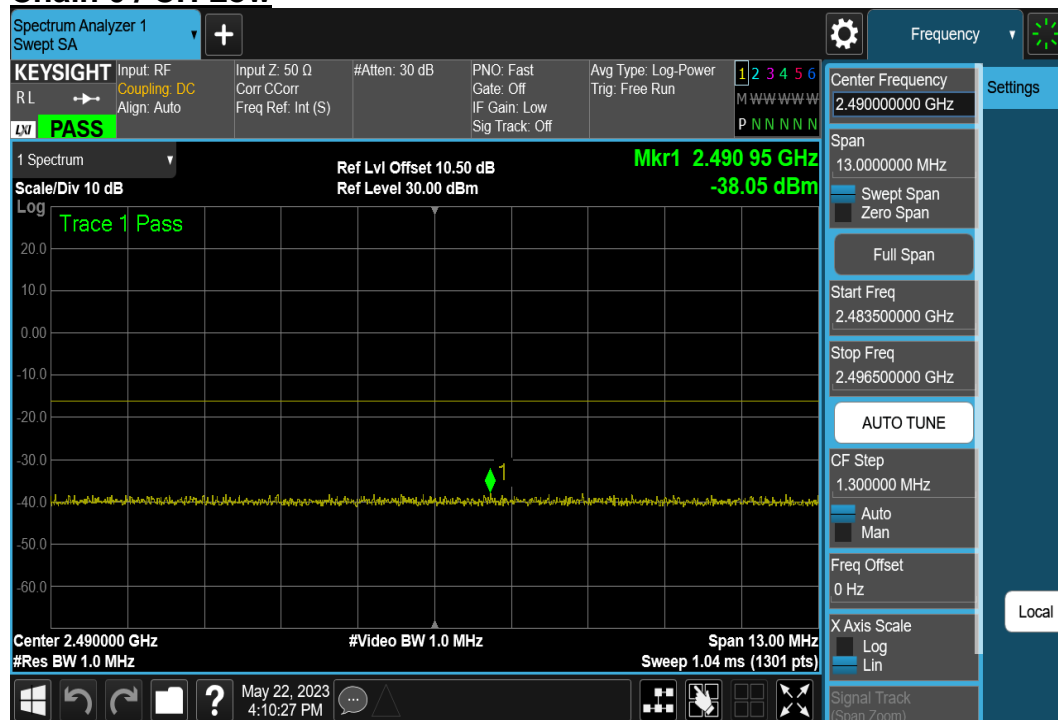 Spectrum Analyzer 1
Swept SA
Frequency
KEYSIGHT
RL
LXI
PASS
Input: RF
Coupling: DC
Align: Auto
Input Z: 50 Ω
Corr CCorr
Freq Ref: Int (S)
#Atten: 30 dB
PNO: Fast
Gate: Off
IF Gain: Low
Sig Track: Off
Avg Type: Log-Power
Trig: Free Run
1 2 3 4 5 6
M W W W W W
P N N N N N
1 Spectrum
Scale/Div 10 dB
Ref Lvl Offset 10.50 dB
Ref Level 30.00 dBm
Mkr1 2.490 95 GHz
-38.05 dBm
Log
Trace 1 Pass
20.0
10.0
0.00
-10.0
-20.0
-30.0
-40.0
-50.0
-60.0
1
Center 2.490000 GHz
#Res BW 1.0 MHz
#Video BW 1.0 MHz
Span 13.00 MHz
Sweep 1.04 ms (1301 pts)
Center Frequency
2.490000000 GHz
Settings
Span
13.0000000 MHz
Swept Span
Zero Span
Full Span
Start Freq
2.483500000 GHz
Stop Freq
2.496500000 GHz
AUTO TUNE
CF Step
1.300000 MHz
Auto
Man
Freq Offset
0 Hz
X Axis Scale
Log
Lin
Local
Signal Track
(Span Zoom)
?
May 22, 2023
4:10:27 PM